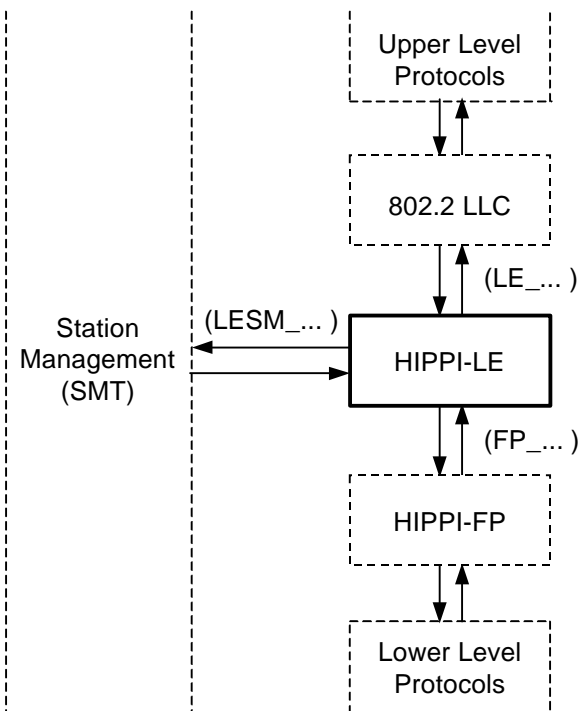 Upper Level
Protocols
802.2 LLC
(LE_... )
(LESM_... )
Station
Management
(SMT)
HIPPI-LE
(FP_... )
HIPPI-FP
Lower Level
Protocols